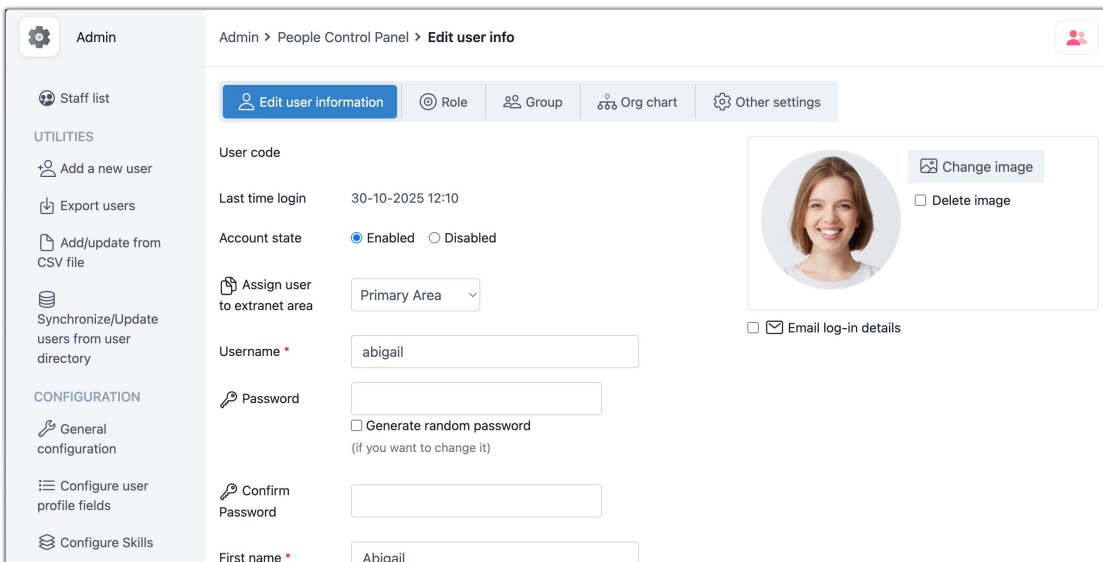 Admin
Admin > People Control Panel > Edit user info
Staff list
UTILITIES
Add a new user
Export users
Add/update from
CSV file
Synchronize/Update
users from user
directory
CONFIGURATION
General
configuration
Configure user
profile fields
Configure Skills
Edit user information
Role
Group
Org chart
Other settings
User code
Last time login 30-10-2025 12:10
Account state Enabled Disabled
Assign user
to extranet area
Primary Area
Username * abigail
Password
Generate random password
(if you want to change it)
Confirm
Password
First name * Abigail
Change image
Delete image
Email log-in details